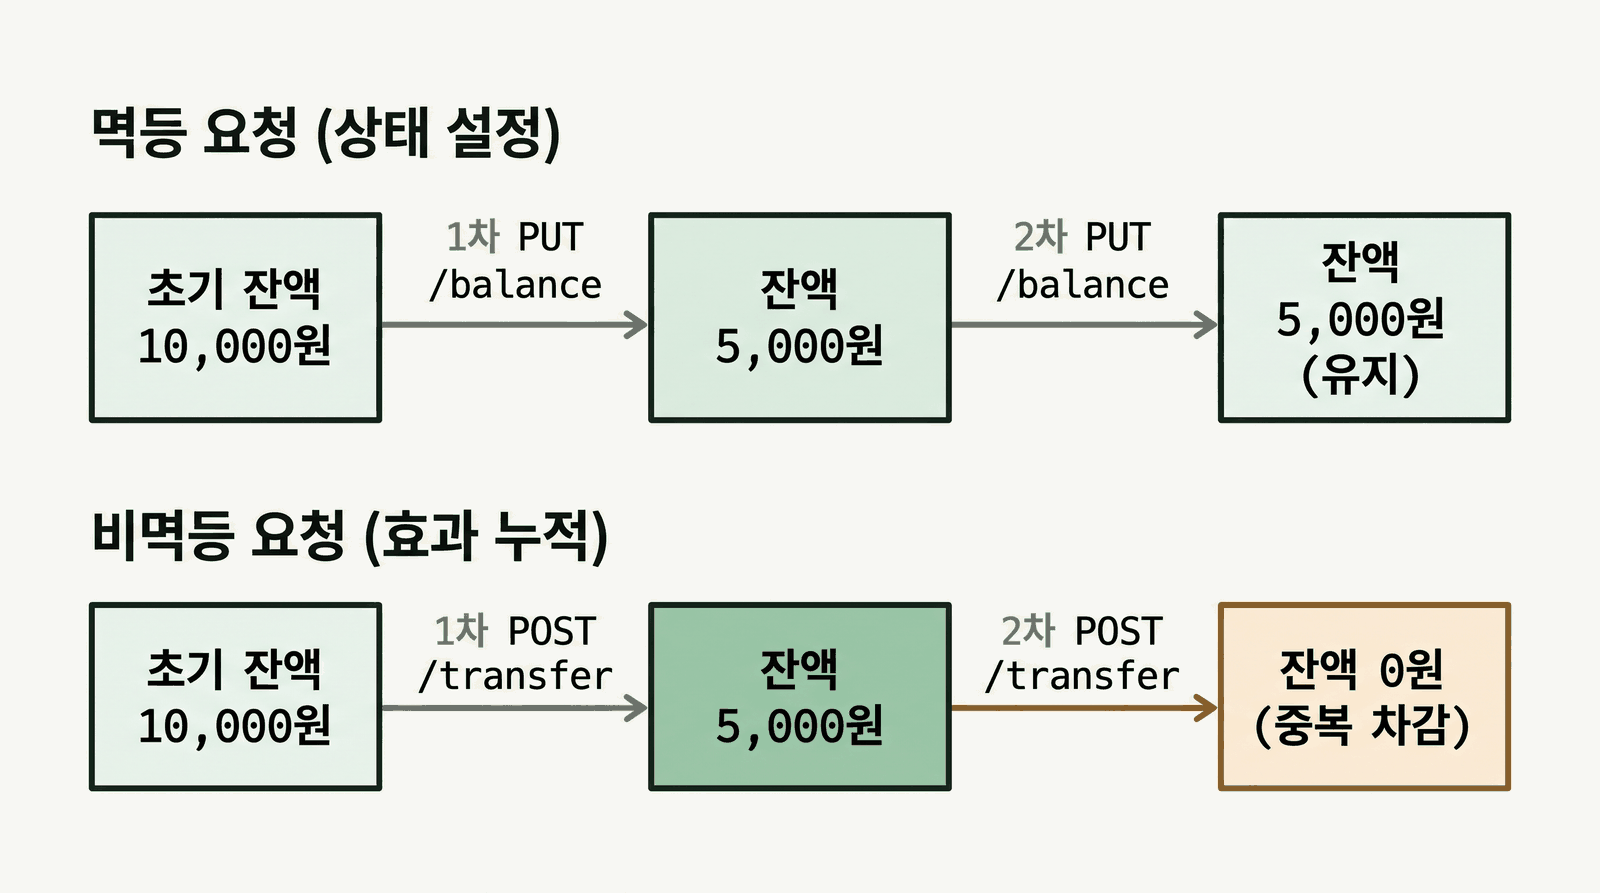 멱등 요청 (상태 설정)
초기 잔액
10,000원
1차 PUT
/balance
잔액
5,000원
2차 PUT
/balance
잔액
5,000원
(유지)
비멱등 요청 (효과 누적)
초기 잔액
10,000원
1차 POST
/transfer
잔액
5,000원
2차 POST
/transfer
잔액 0원
(중복 차감)